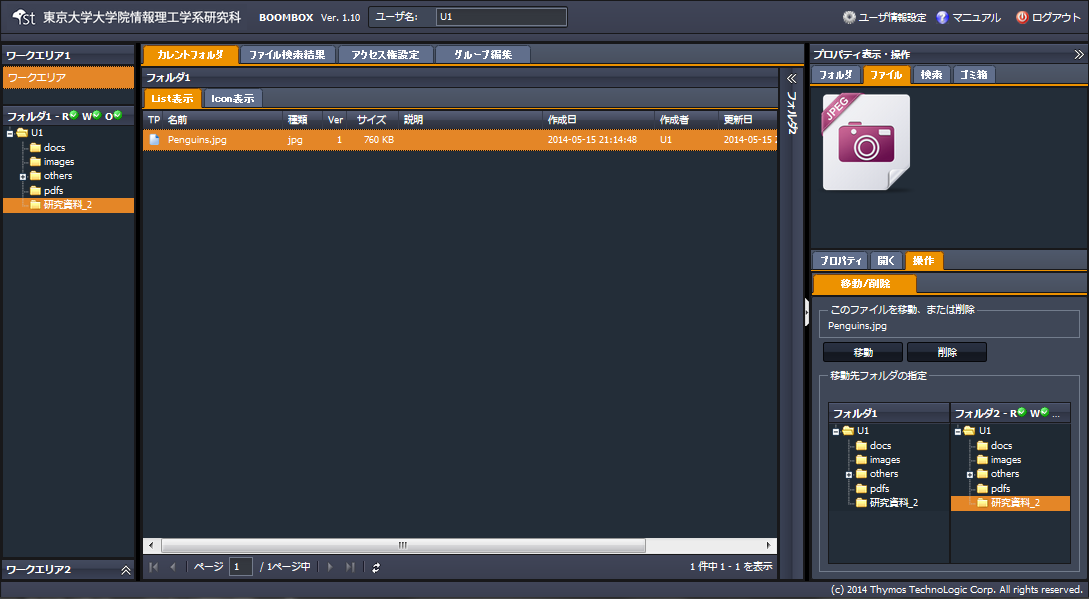 ist 東京大学大学院情報理工学系研究科 BOOMBOX Ver. 1.10 ユーザ名: U1 ユーザ情報設定 マニュアル ログアウト
ワークエリア1
ワークエリア
フォルダ1 - R W O
U1
docs
images
others
pdfs
研究資料_2
ワークエリア2
カレントフォルダ ファイル検索結果 アクセス権設定 グループ編集
フォルダ1
List表示 Icon表示
TP 名前 種類 Ver サイズ 説明 作成日 作成者 更新日
Penguins.jpg jpg 1 760 KB 2014-05-15 21:14:48 U1 2014-05-15
ページ 1 / 1ページ中 1 件中 1 - 1 を表示
フォルダ2
プロパティ表示・操作
フォルダ ファイル 検索 ゴミ箱
JPEG
プロパティ 開く 操作
移動/削除
このファイルを移動、または削除
Penguins.jpg
移動 削除
移動先フォルダの指定
フォルダ1
U1
docs
images
others
pdfs
研究資料_2
フォルダ2 - R W ...
U1
docs
images
others
pdfs
研究資料_2
(c) 2014 Thymos TechnoLogic Corp. All rights reserved.